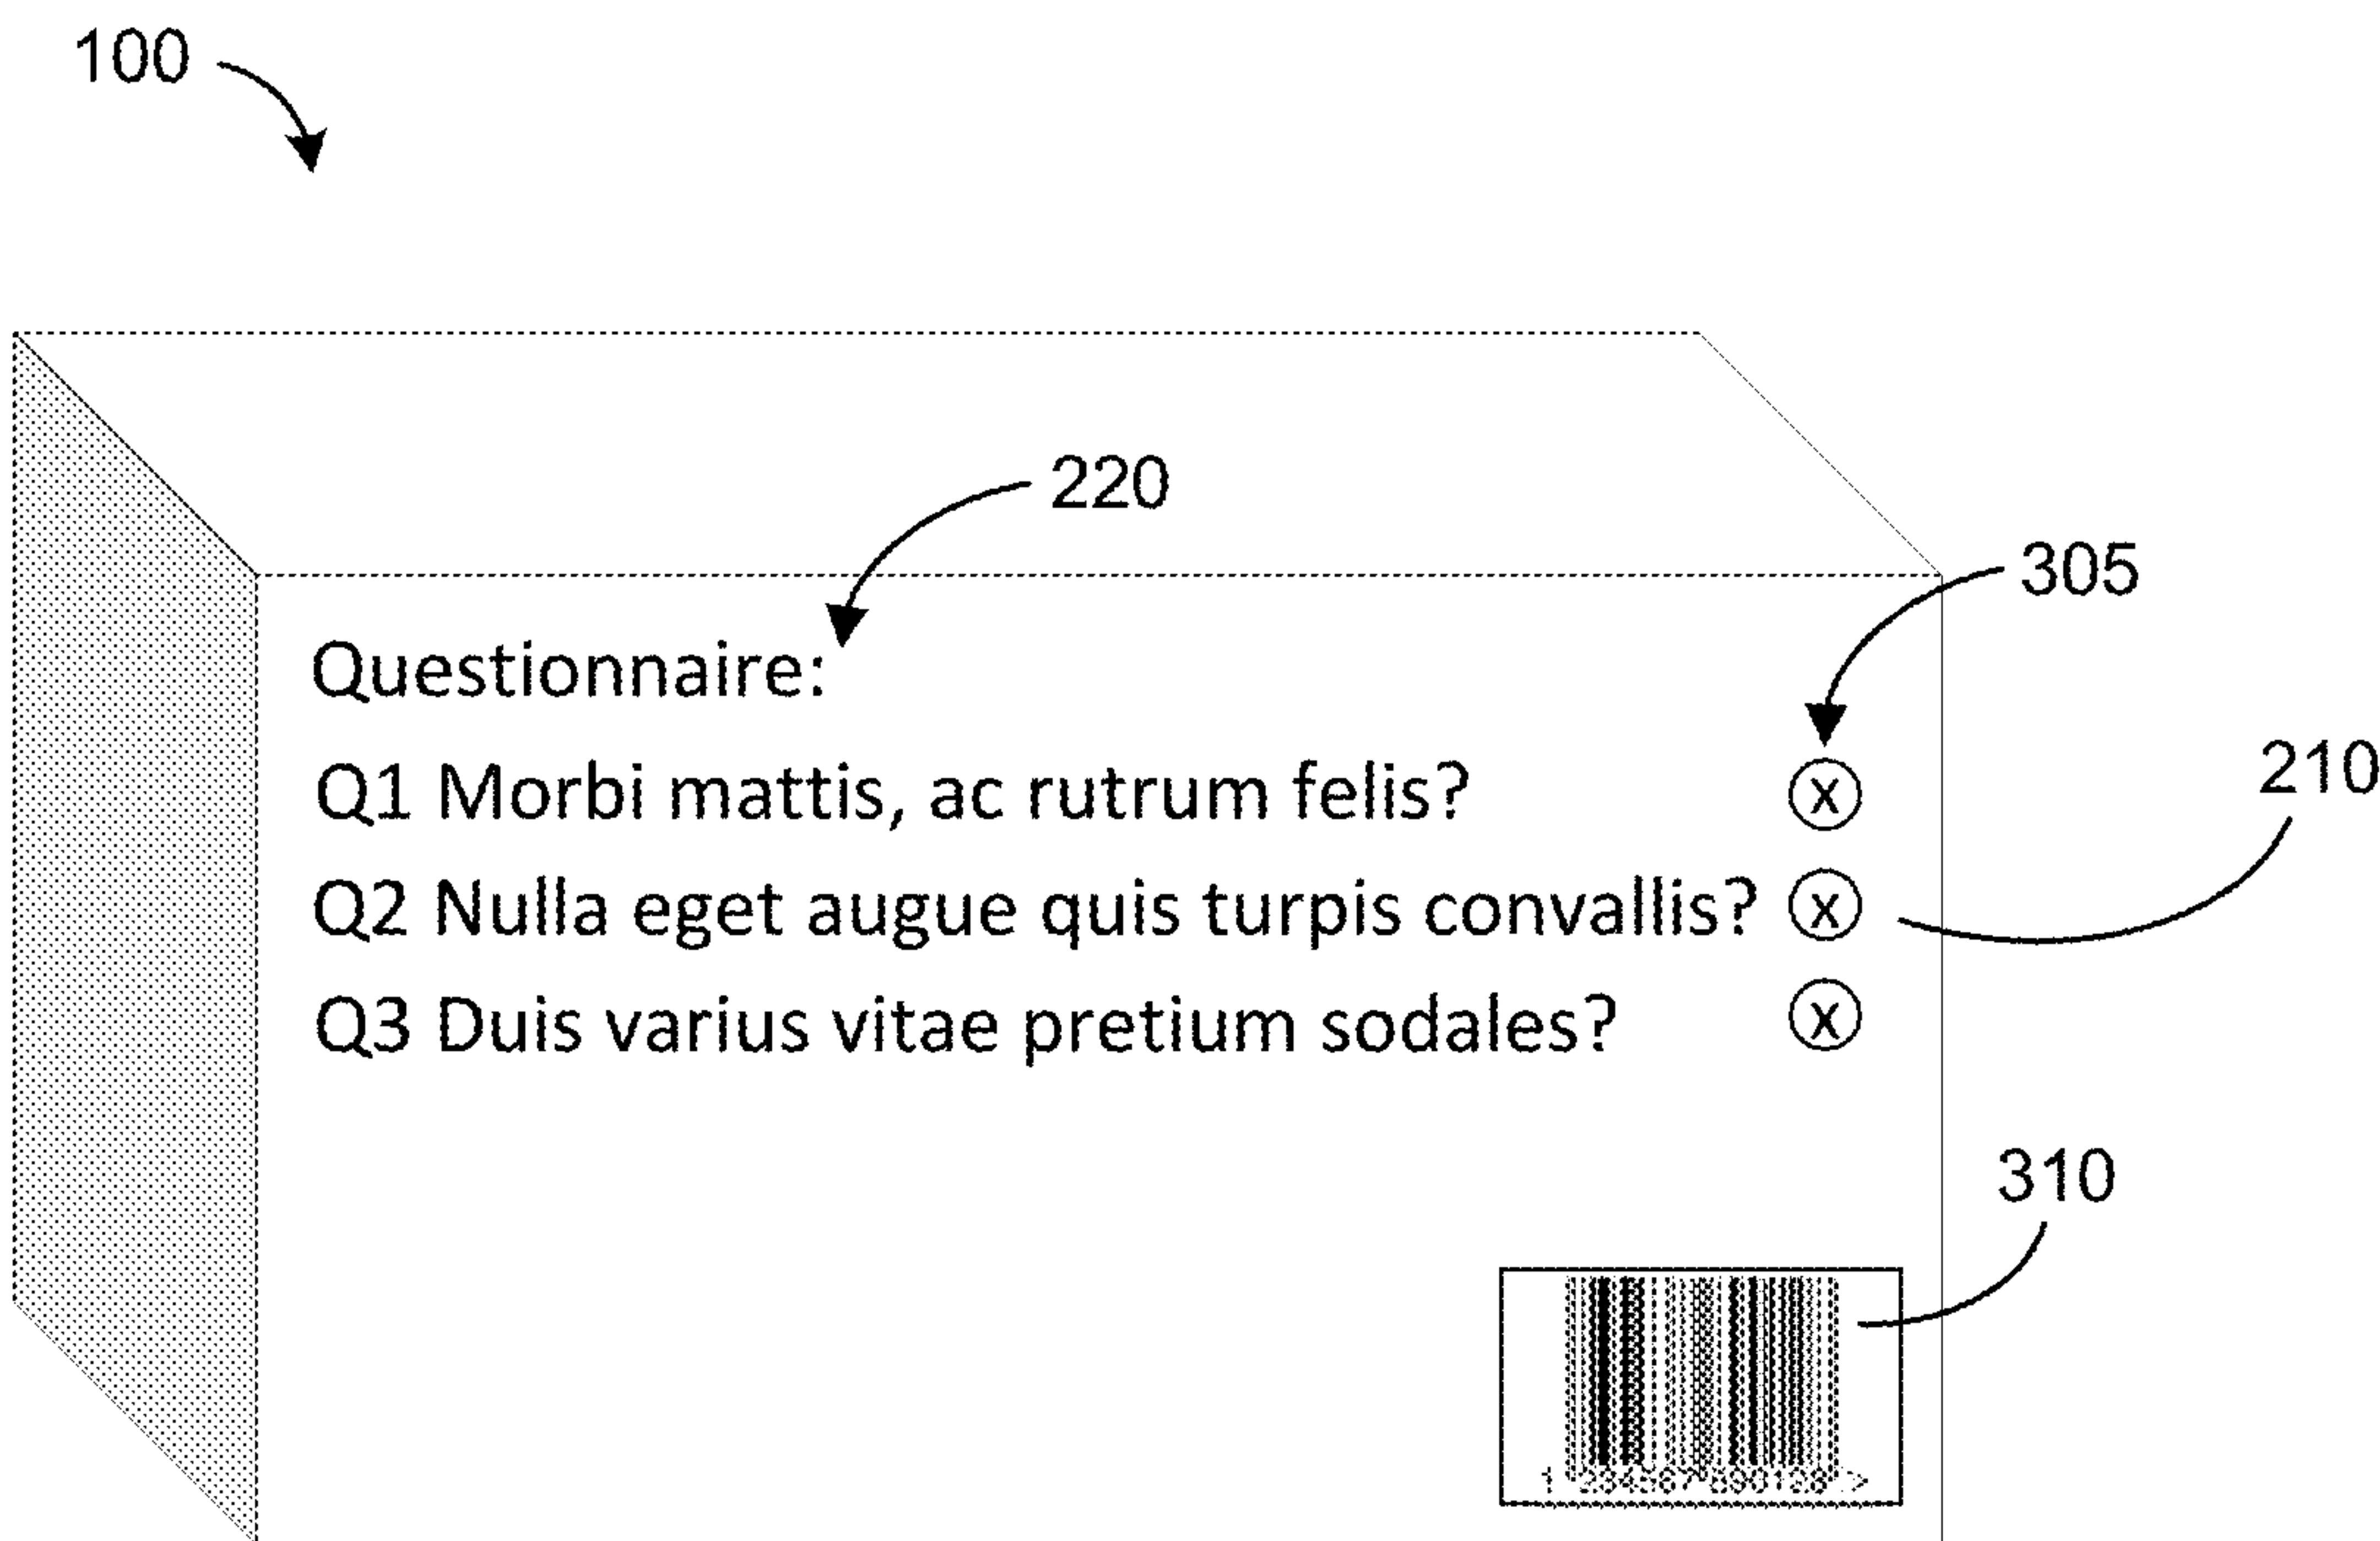 100
220
305
Questionnaire:
210
Q1 Morbi mattis, ac rutrum felis? x
Q2 Nulla eget augue quis turpis convallis? x
Q3 Duis varius vitae pretium sodales? x
310